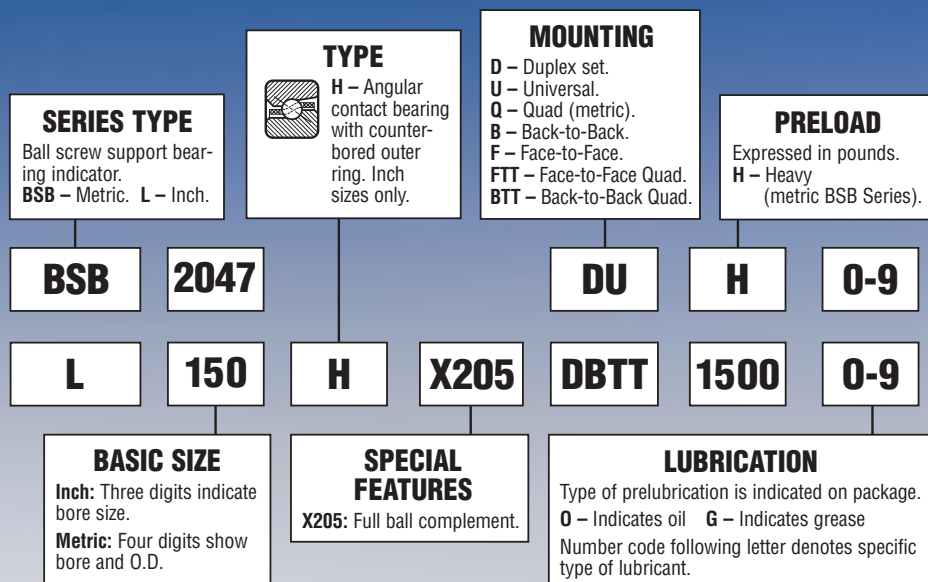 SERIES TYPE
Ball screw support bear-
ing indicator.
BSB – Metric. L – Inch.
TYPE
H – Angular
contact bearing
with counter-
bored outer
ring. Inch
sizes only.
MOUNTING
D – Duplex set.
U – Universal.
Q – Quad (metric).
B – Back-to-Back.
F – Face-to-Face.
FTT – Face-to-Face Quad.
BTT – Back-to-Back Quad.
PRELOAD
Expressed in pounds.
H – Heavy
(metric BSB Series).
BSB 2047 DU H O-9
L 150 H X205 DBTT 1500 O-9
BASIC SIZE
Inch: Three digits indicate
bore size.
Metric: Four digits show
bore and O.D.
SPECIAL
FEATURES
X205: Full ball complement.
LUBRICATION
Type of prelubrication is indicated on package.
O – Indicates oil G – Indicates grease
Number code following letter denotes specific
type of lubricant.